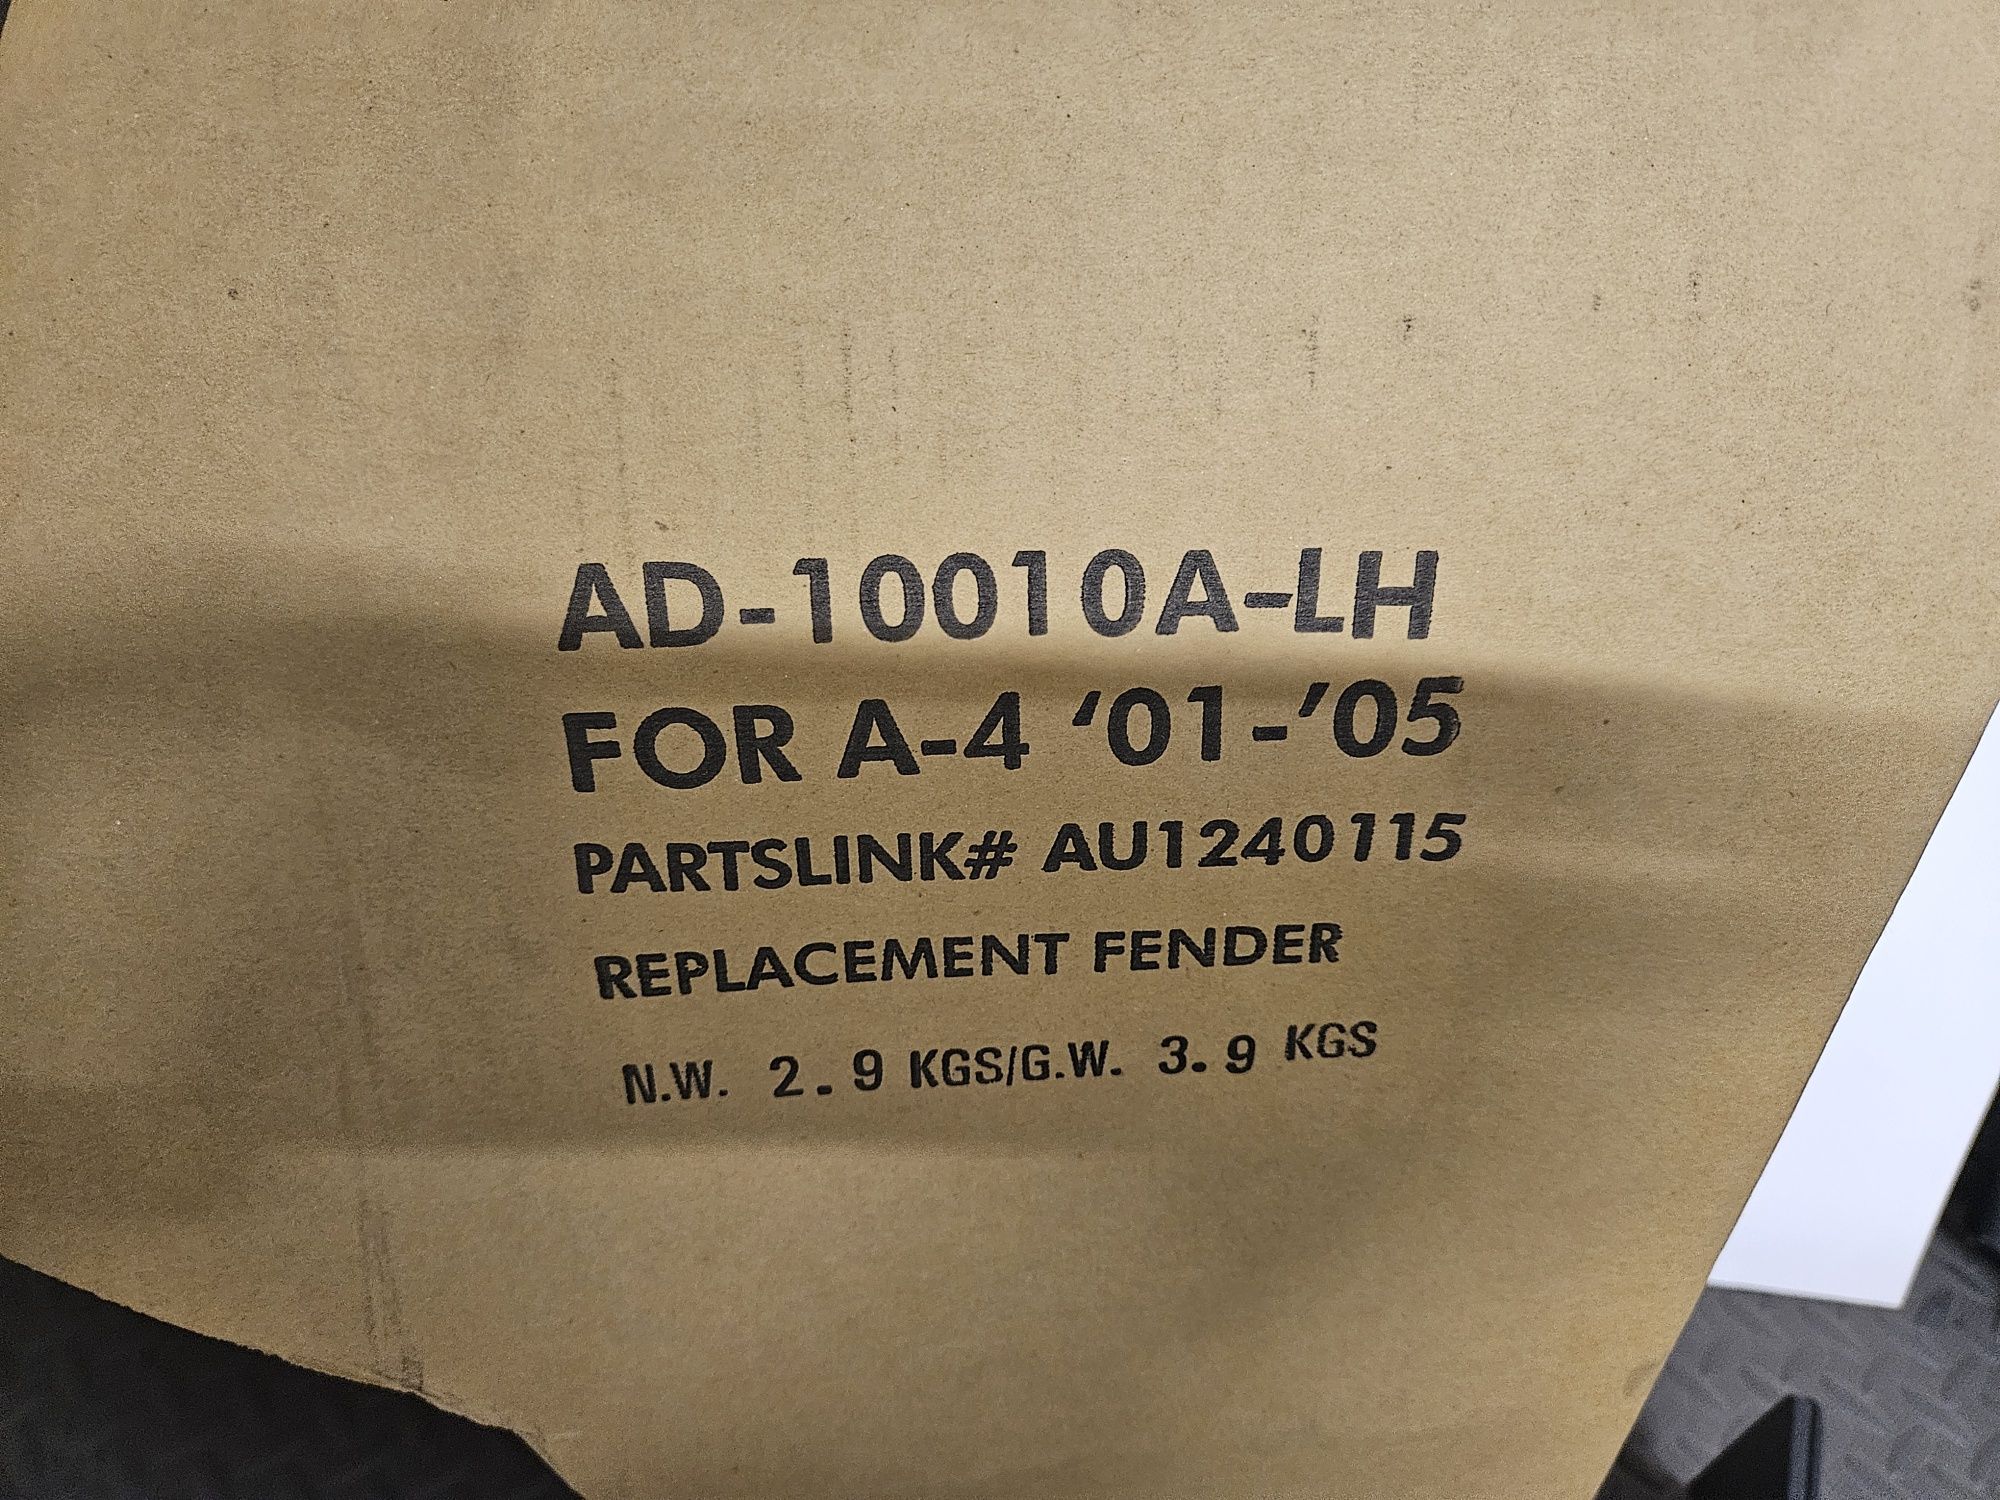 AD-10010A-LH
FOR A-4 '01-'05
PARTSLINK# AU1240115
REPLACEMENT FENDER
N.W. 2.9 KGS/G.W. 3.9 KGS